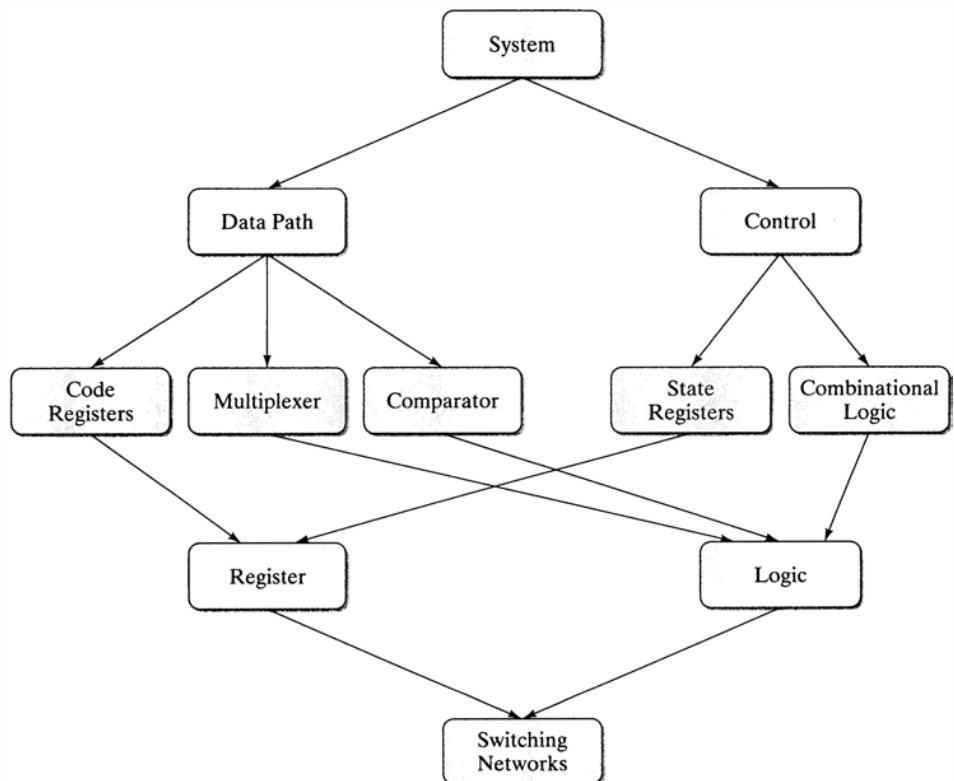 System
Data Path
Control
Code
Registers
Multiplexer
Comparator
State
Registers
Combinational
Logic
Register
Logic
Switching
Networks